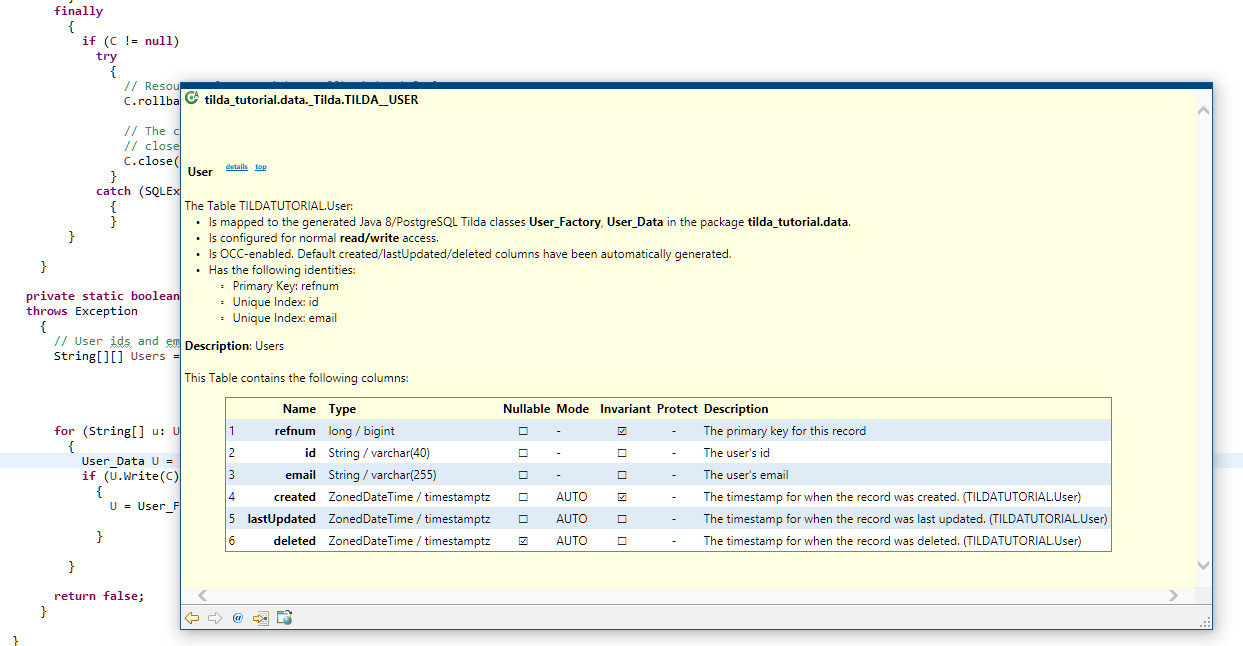 finally
{
if (C != null)
try
{
// Resou
C.rollba
// The c
// close
C.close(
}
catch (SQLEx
{
}
}
}
private static boolean
throws Exception
{
// User ids and em
String[][] Users =
for (String[] u: U
{
User_Data U =
if (U.Write(C)
{
U = User_F
}
}
return false;
}
}
tilda_tutorial.data._Tilda.TILDA__USER
User details top
The Table TILDATUTORIAL.User:
• Is mapped to the generated Java 8/PostgreSQL Tilda classes User_Factory, User_Data in the package tilda_tutorial.data.
• Is configured for normal read/write access.
• Is OCC-enabled. Default created/lastUpdated/deleted columns have been automatically generated.
• Has the following identities:
▫ Primary Key: refnum
▫ Unique Index: id
▫ Unique Index: email
Description: Users
This Table contains the following columns:
Name Type Nullable Mode Invariant Protect Description
1 refnum long / bigint ☐ - ☑ - The primary key for this record
2 id String / varchar(40) ☐ - ☐ - The user's id
3 email String / varchar(255) ☐ - ☐ - The user's email
4 created ZonedDateTime / timestamptz ☐ AUTO ☑ - The timestamp for when the record was created. (TILDATUTORIAL.User)
5 lastUpdated ZonedDateTime / timestamptz ☐ AUTO ☐ - The timestamp for when the record was last updated. (TILDATUTORIAL.User)
6 deleted ZonedDateTime / timestamptz ☑ AUTO ☐ - The timestamp for when the record was deleted. (TILDATUTORIAL.User)
@